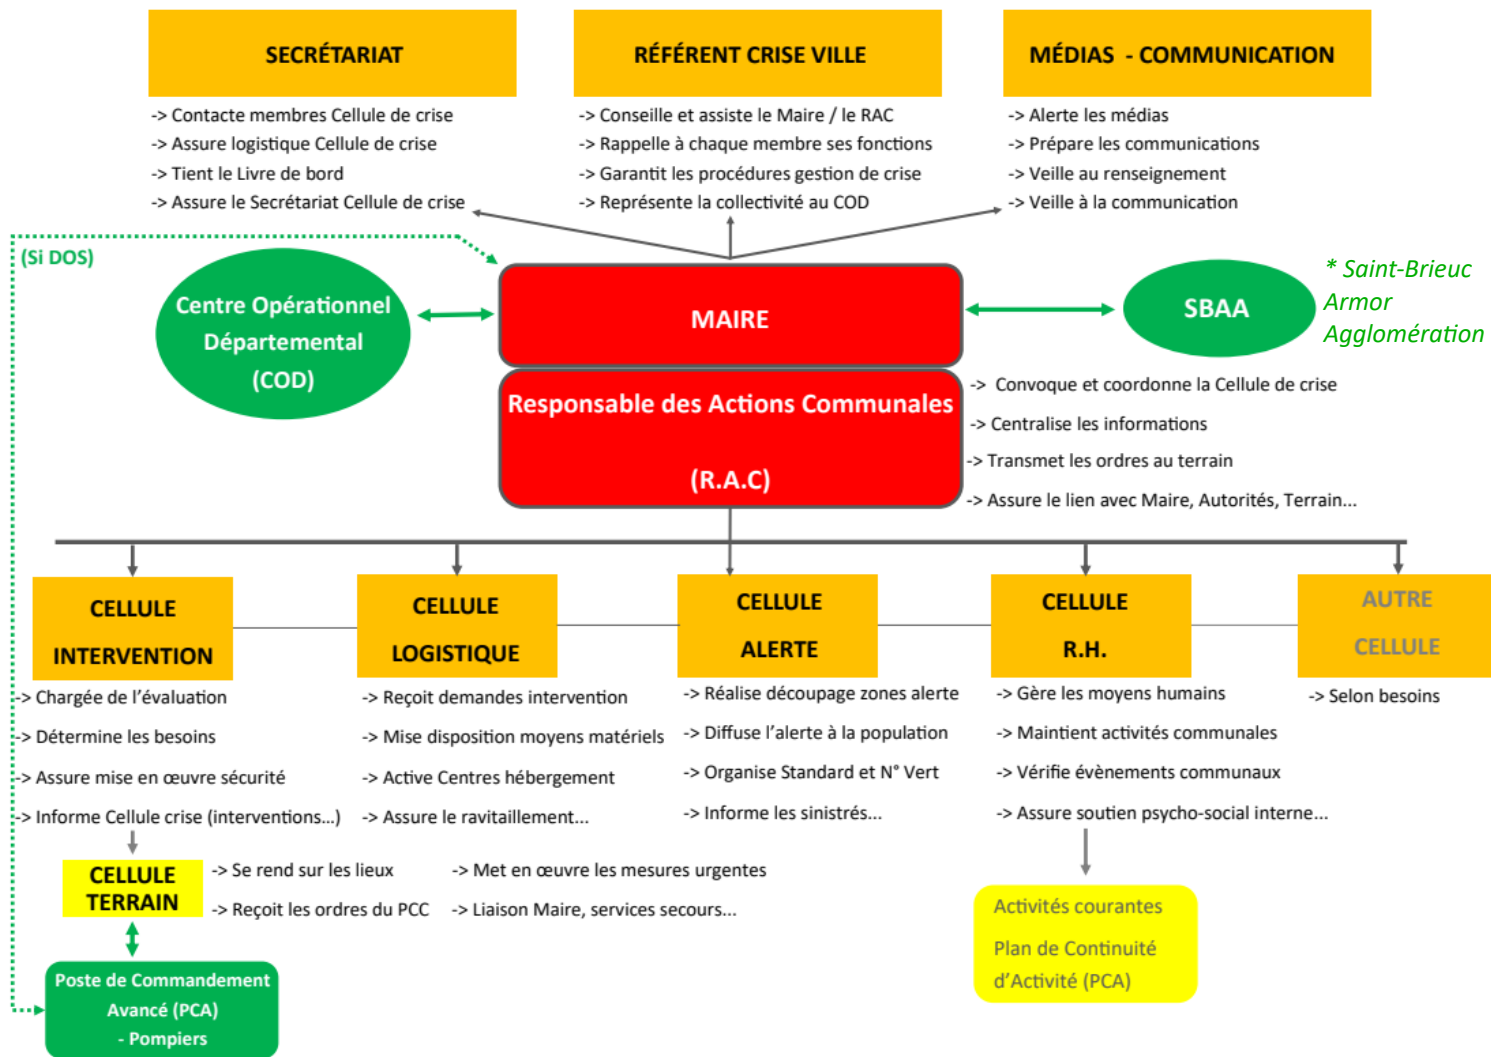 SECRÉTARIAT
-> Contacte membres Cellule de crise
-> Assure logistique Cellule de crise
-> Tient le Livre de bord
-> Assure le Secrétariat Cellule de crise
RÉFÉRENT CRISE VILLE
-> Conseille et assiste le Maire / le RAC
-> Rappelle à chaque membre ses fonctions
-> Garantit les procédures gestion de crise
-> Représente la collectivité au COD
MÉDIAS - COMMUNICATION
-> Alerte les médias
-> Prépare les communications
-> Veille au renseignement
-> Veille à la communication
(Si DOS)
Centre Opérationnel
Départemental
(COD)
MAIRE
SBAA
* Saint-Brieuc
Armor
Agglomération
Responsable des Actions Communales
(R.A.C)
-> Convoque et coordonne la Cellule de crise
-> Centralise les informations
-> Transmet les ordres au terrain
-> Assure le lien avec Maire, Autorités, Terrain...
CELLULE
INTERVENTION
-> Chargée de l’évaluation
-> Détermine les besoins
-> Assure mise en œuvre sécurité
-> Informe Cellule crise (interventions…)
CELLULE
LOGISTIQUE
-> Reçoit demandes intervention
-> Mise disposition moyens matériels
-> Active Centres hébergement
-> Assure le ravitaillement...
CELLULE
ALERTE
-> Réalise découpage zones alerte
-> Diffuse l’alerte à la population
-> Organise Standard et N° Vert
-> Informe les sinistrés...
CELLULE
R.H.
-> Gère les moyens humains
-> Maintient activités communales
-> Vérifie évènements communaux
-> Assure soutien psycho-social interne...
AUTRE
CELLULE
-> Selon besoins
CELLULE
TERRAIN
-> Se rend sur les lieux
-> Reçoit les ordres du PCC
-> Met en œuvre les mesures urgentes
-> Liaison Maire, services secours...
Poste de Commandement
Avancé (PCA)
- Pompiers
Activités courantes
Plan de Continuité
d’Activité (PCA)